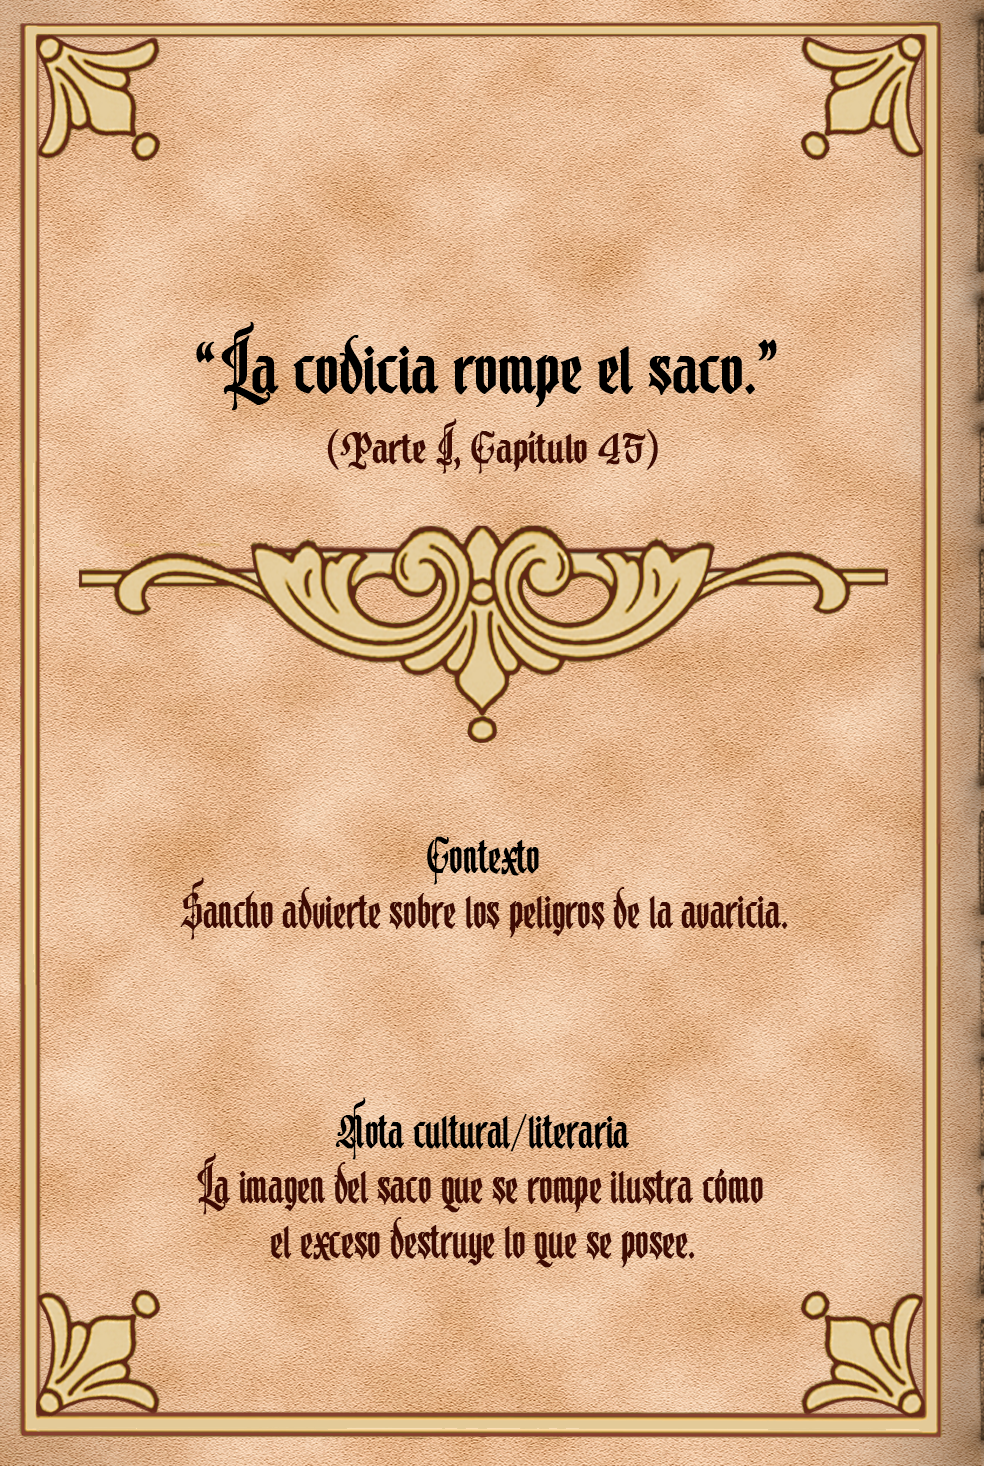 “La codicia rompe el saco.”
(Parte I, Capítulo 45)
Contexto
Sancho advierte sobre los peligros de la avaricia.
Nota cultural/literaria
La imagen del saco que se rompe ilustra cómo
el exceso destruye lo que se posee.